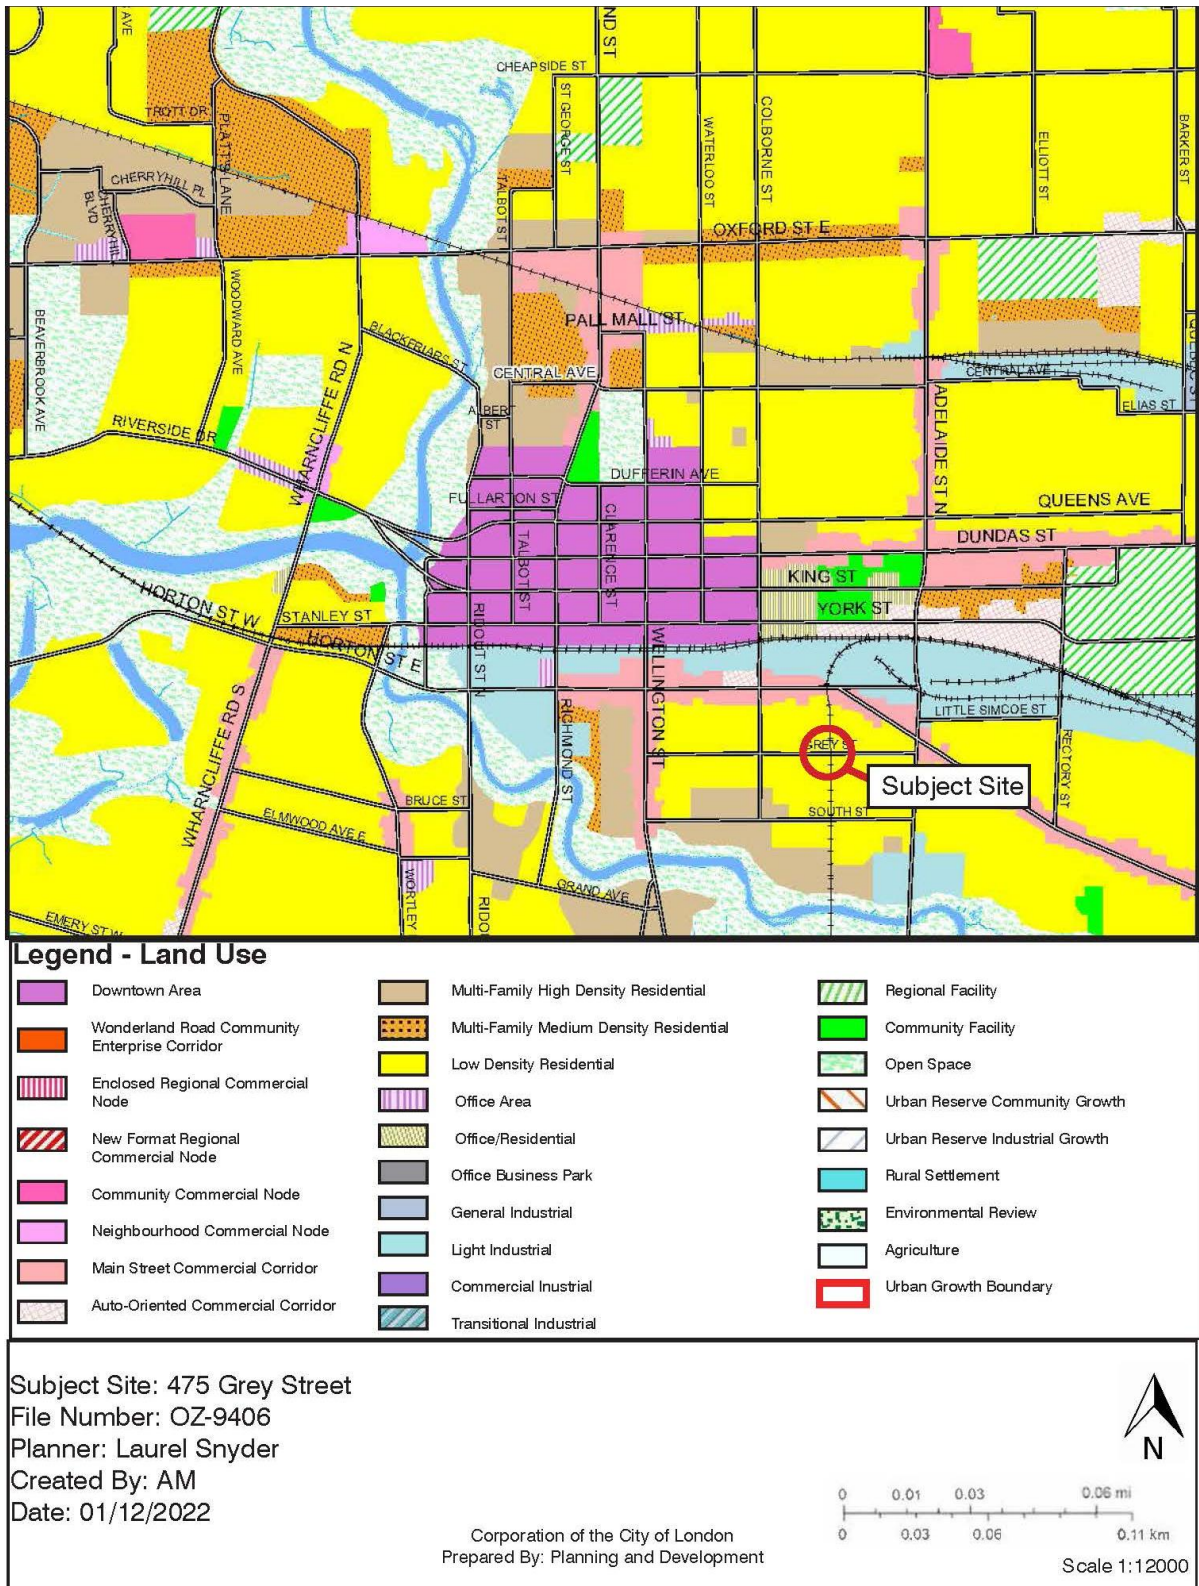 AVE
ND ST
CHEAPSIDE ST
ST GEORGE ST
TROTT DR
PLATT'S LANE
WATERLOO ST
COLBORNE ST
ELLIOTT ST
BARKER ST
CHERRYHILL PL
CHERRYHILL
BLVD
TALBOT ST
OXFORD ST E
WOODWARD AVE
BEAVERBROOK AVE
BLACKFRIARS ST
PALL MALL ST
CENTRAL AVE
CENTRAL AVE
ELIAS ST
ALBERT
ST
RIVERSIDE DR
WHARNCLIFFE RD N
ADELAIDE ST N
DUFFERIN AVE
FULLARTON ST
CLARENCE ST
TALBOT ST
QUEENS AVE
DUNDAS ST
KING ST
YORK ST
HORTON ST W
STANLEY ST
HORTON ST E
RIDOUT ST N
WELLINGTON ST
LITTLE SIMCOE ST
RICHMOND ST
WHARNCLIFFE RD S
GREY ST
RECTORY ST
Subject Site
BRUCE ST
ELMWOOD AVE E
SOUTH ST
WORTLEY
GRAND AVE
RIDO
EMERY ST W
Legend - Land Use
Downtown Area
Wonderland Road Community
Enterprise Corridor
Enclosed Regional Commercial
Node
New Format Regional
Commercial Node
Community Commercial Node
Neighbourhood Commercial Node
Main Street Commercial Corridor
Auto-Oriented Commercial Corridor
Multi-Family High Density Residential
Multi-Family Medium Density Residential
Low Density Residential
Office Area
Office/Residential
Office Business Park
General Industrial
Light Industrial
Commercial Inustrial
Transitional Industrial
Regional Facility
Community Facility
Open Space
Urban Reserve Community Growth
Urban Reserve Industrial Growth
Rural Settlement
Environmental Review
Agriculture
Urban Growth Boundary
Subject Site: 475 Grey Street
File Number: OZ-9406
Planner: Laurel Snyder
Created By: AM
Date: 01/12/2022
Corporation of the City of London
Prepared By: Planning and Development
N
0 0.01 0.03 0.06 mi
0 0.03 0.06 0.11 km
Scale 1:12000